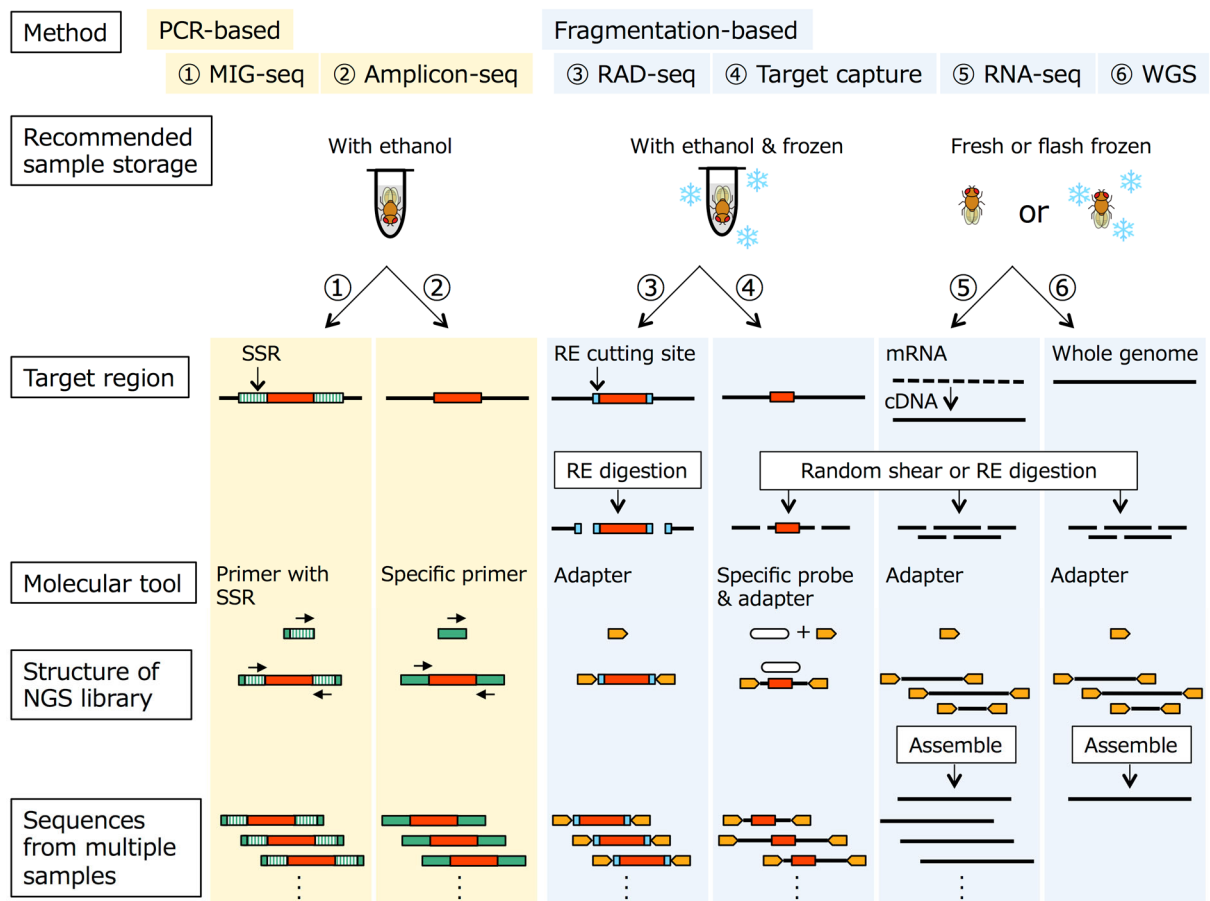 Method
PCR-based
Fragmentation-based
① MIG-seq
② Amplicon-seq
③ RAD-seq
④ Target capture
⑤ RNA-seq
⑥ WGS
Recommended
sample storage
With ethanol
With ethanol & frozen
Fresh or flash frozen
or
①
②
③
④
⑤
⑥
Target region
SSR
RE cutting site
mRNA
cDNA
Whole genome
RE digestion
Random shear or RE digestion
Molecular tool
Primer with
SSR
Specific primer
Adapter
Specific probe
& adapter
Adapter
Adapter
+
Structure of
NGS library
Assemble
Assemble
Sequences
from multiple
samples